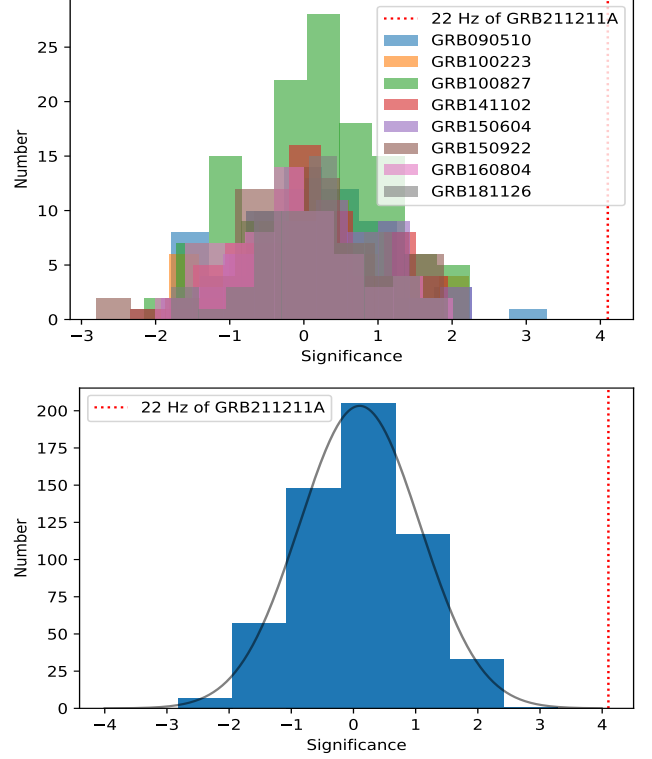 25
20
15
10
5
0
Number
22 Hz of GRB211211A
GRB090510
GRB100223
GRB100827
GRB141102
GRB150604
GRB150922
GRB160804
GRB181126
−3 −2 −1 0 1 2 3 4
Significance
200
175
150
125
100
75
50
25
0
Number
22 Hz of GRB211211A
−4 −3 −2 −1 0 1 2 3 4
Significance